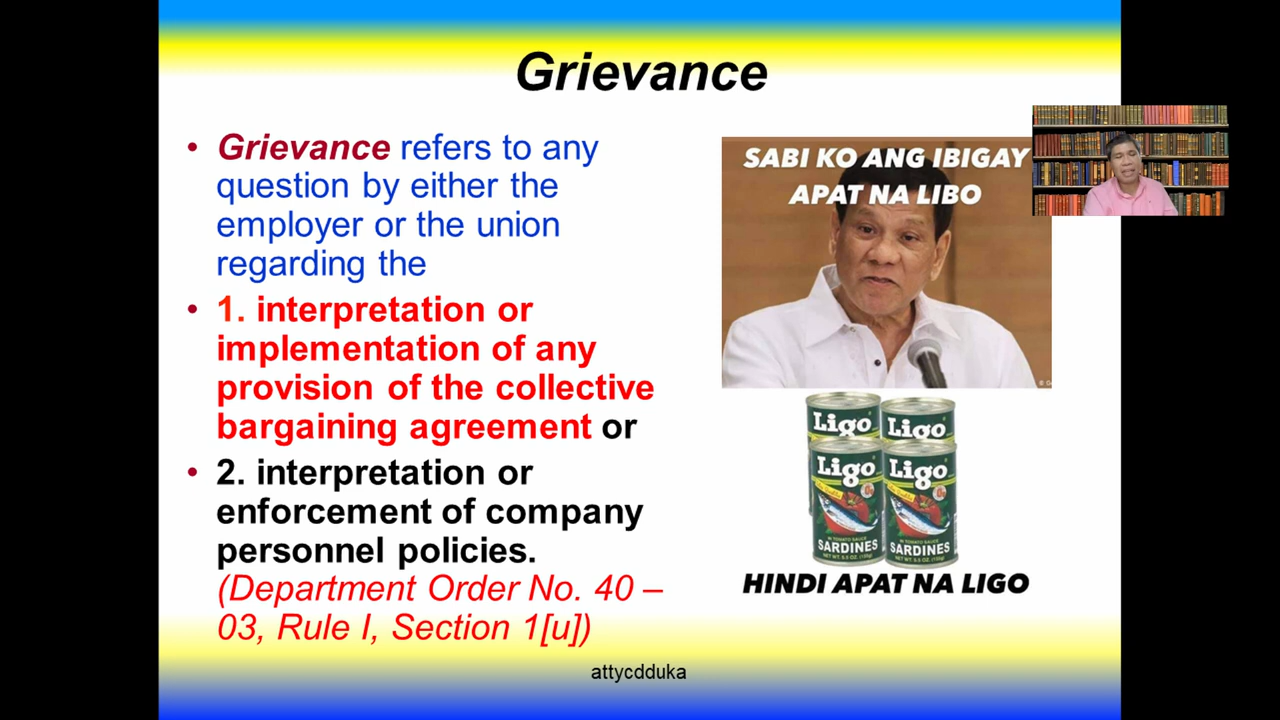 Grievance
• Grievance refers to any
question by either the
employer or the union
regarding the
• 1. interpretation or
implementation of any
provision of the collective
bargaining agreement or
• 2. interpretation or
enforcement of company
personnel policies.
(Department Order No. 40 –
03, Rule I, Section 1[u])
SABI KO ANG IBIGAY
APAT NA LIBO
Ligo
Ligo
Ligo
Ligo
SARDINES
SARDINES
HINDI APAT NA LIGO
attycdduka